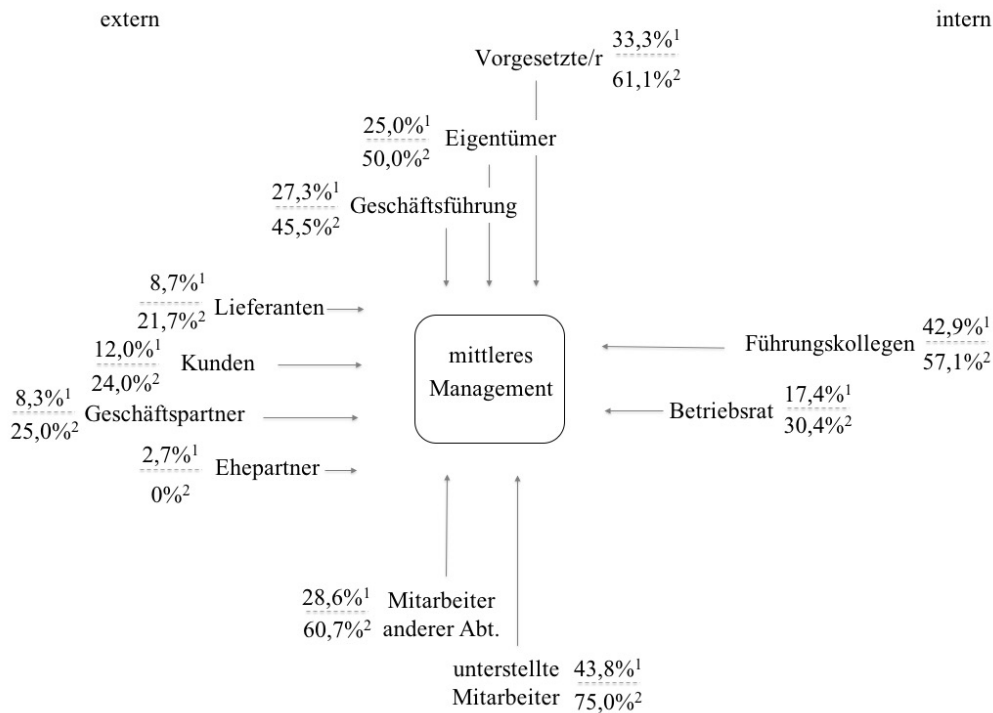 extern
intern
Vorgesetzte/r 33,3%¹
61,1%²
25,0%¹ Eigentümer
50,0%²
27,3%¹ Geschäftsführung
45,5%²
8,7%¹ Lieferanten
21,7%²
12,0%¹ Kunden
24,0%²
8,3%¹ Geschäftspartner
25,0%²
2,7%¹ Ehepartner
0%²
mittleres
Management
Führungskollegen 42,9%¹
57,1%²
Betriebsrat 17,4%¹
30,4%²
28,6%¹ Mitarbeiter
60,7%² anderer Abt.
unterstellte 43,8%¹
Mitarbeiter 75,0%²